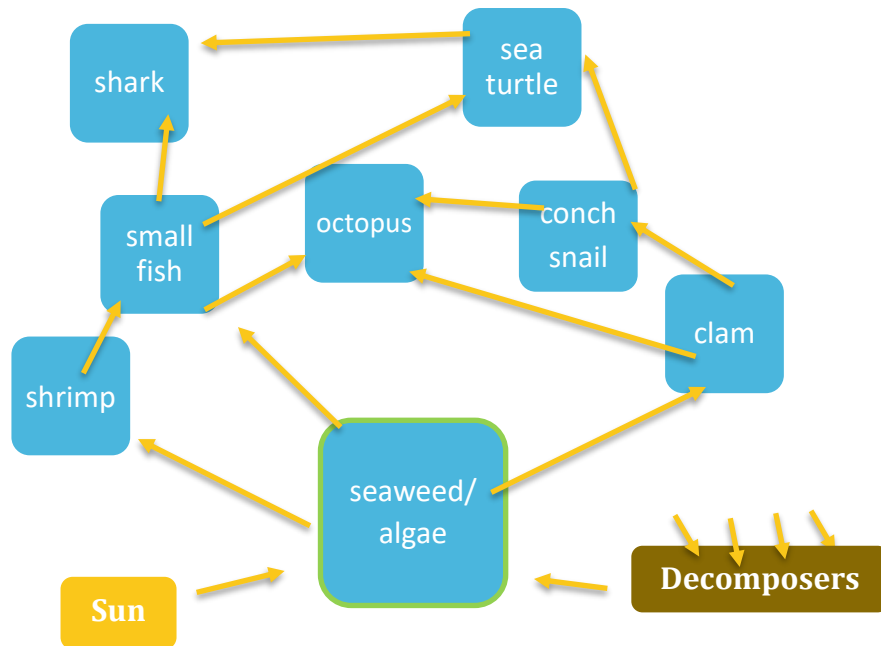 shark
sea
turtle
small
fish
octopus
conch
snail
clam
shrimp
seaweed/
algae
Sun
Decomposers